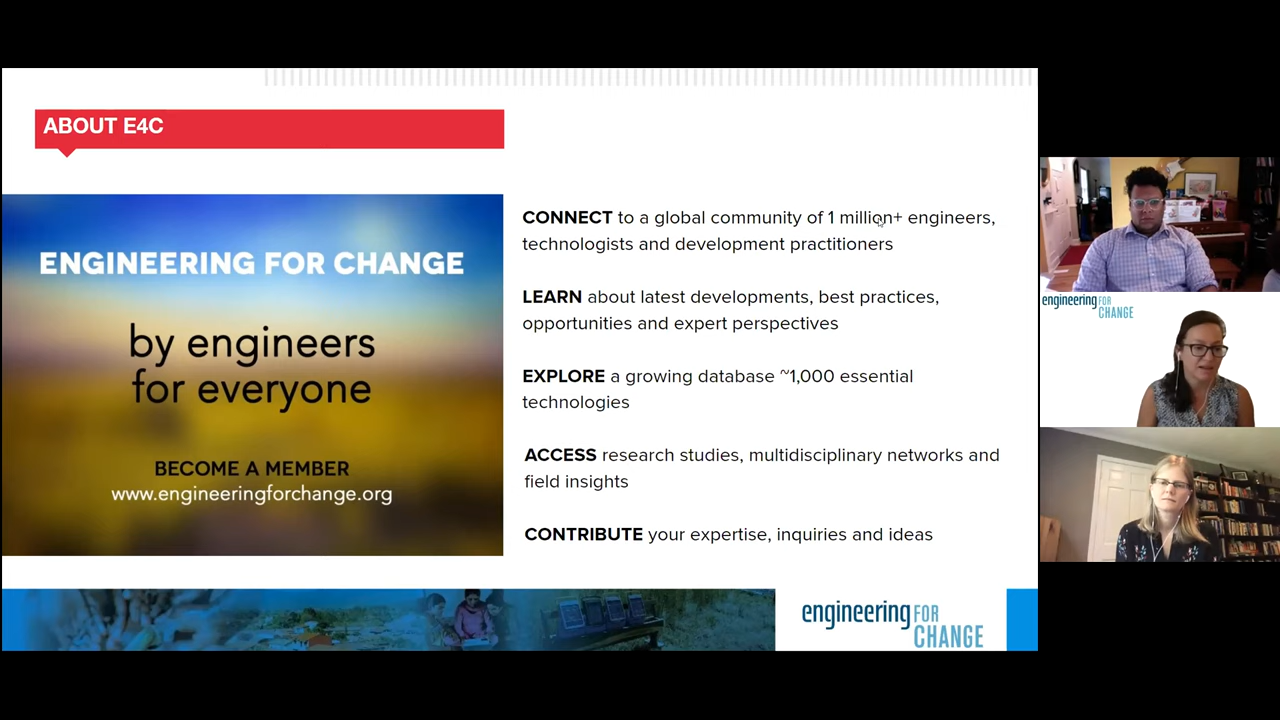 ABOUT E4C
ENGINEERING FOR CHANGE
by engineers
for everyone
BECOME A MEMBER
www.engineeringforchange.org
CONNECT to a global community of 1 million+ engineers,
technologists and development practitioners
LEARN about latest developments, best practices,
opportunities and expert perspectives
EXPLORE a growing database ~1,000 essential
technologies
ACCESS research studies, multidisciplinary networks and
field insights
CONTRIBUTE your expertise, inquiries and ideas
engineering FOR
CHANGE
engineering FOR
CHANGE